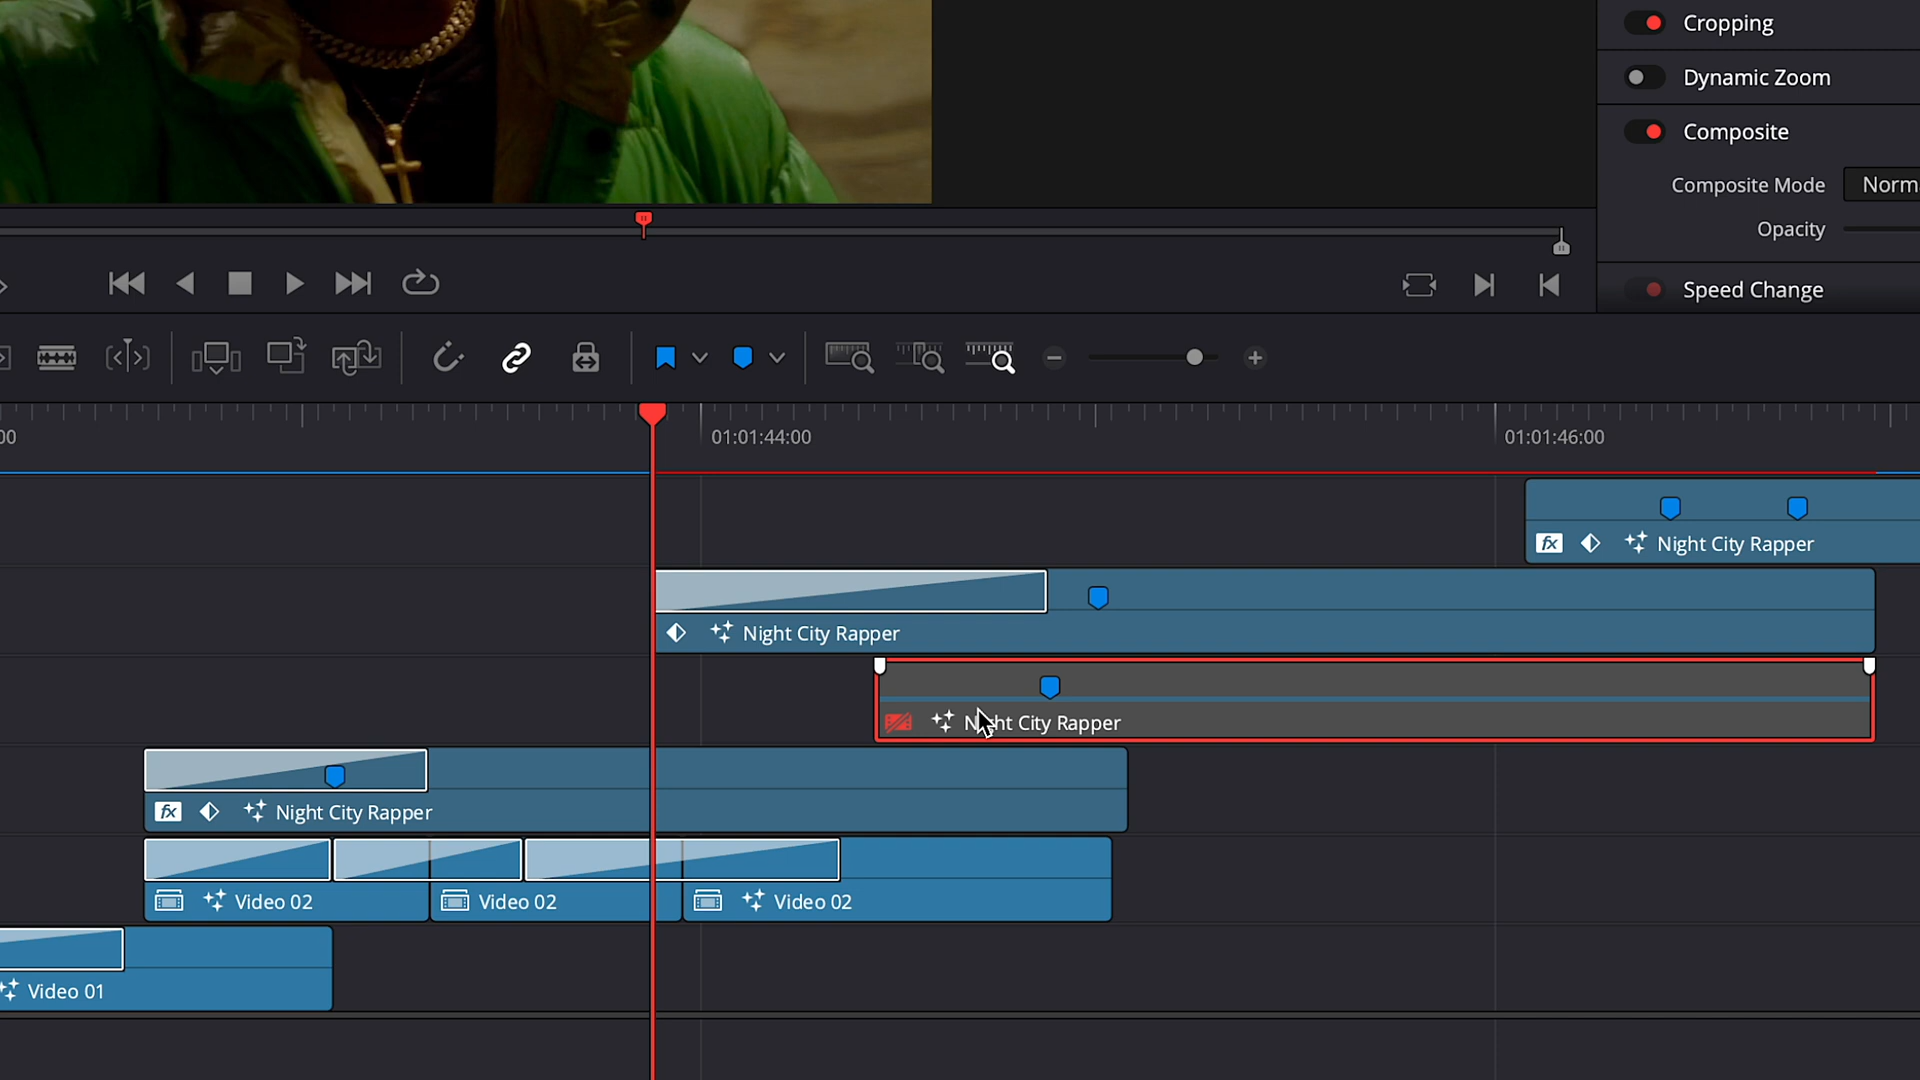 Cropping
Dynamic Zoom
Composite
Composite Mode Norm
Opacity
Speed Change
00
01:01:44:00
01:01:46:00
fx Night City Rapper
Night City Rapper
Night City Rapper
fx Night City Rapper
Video 02
Video 02
Video 02
Video 01